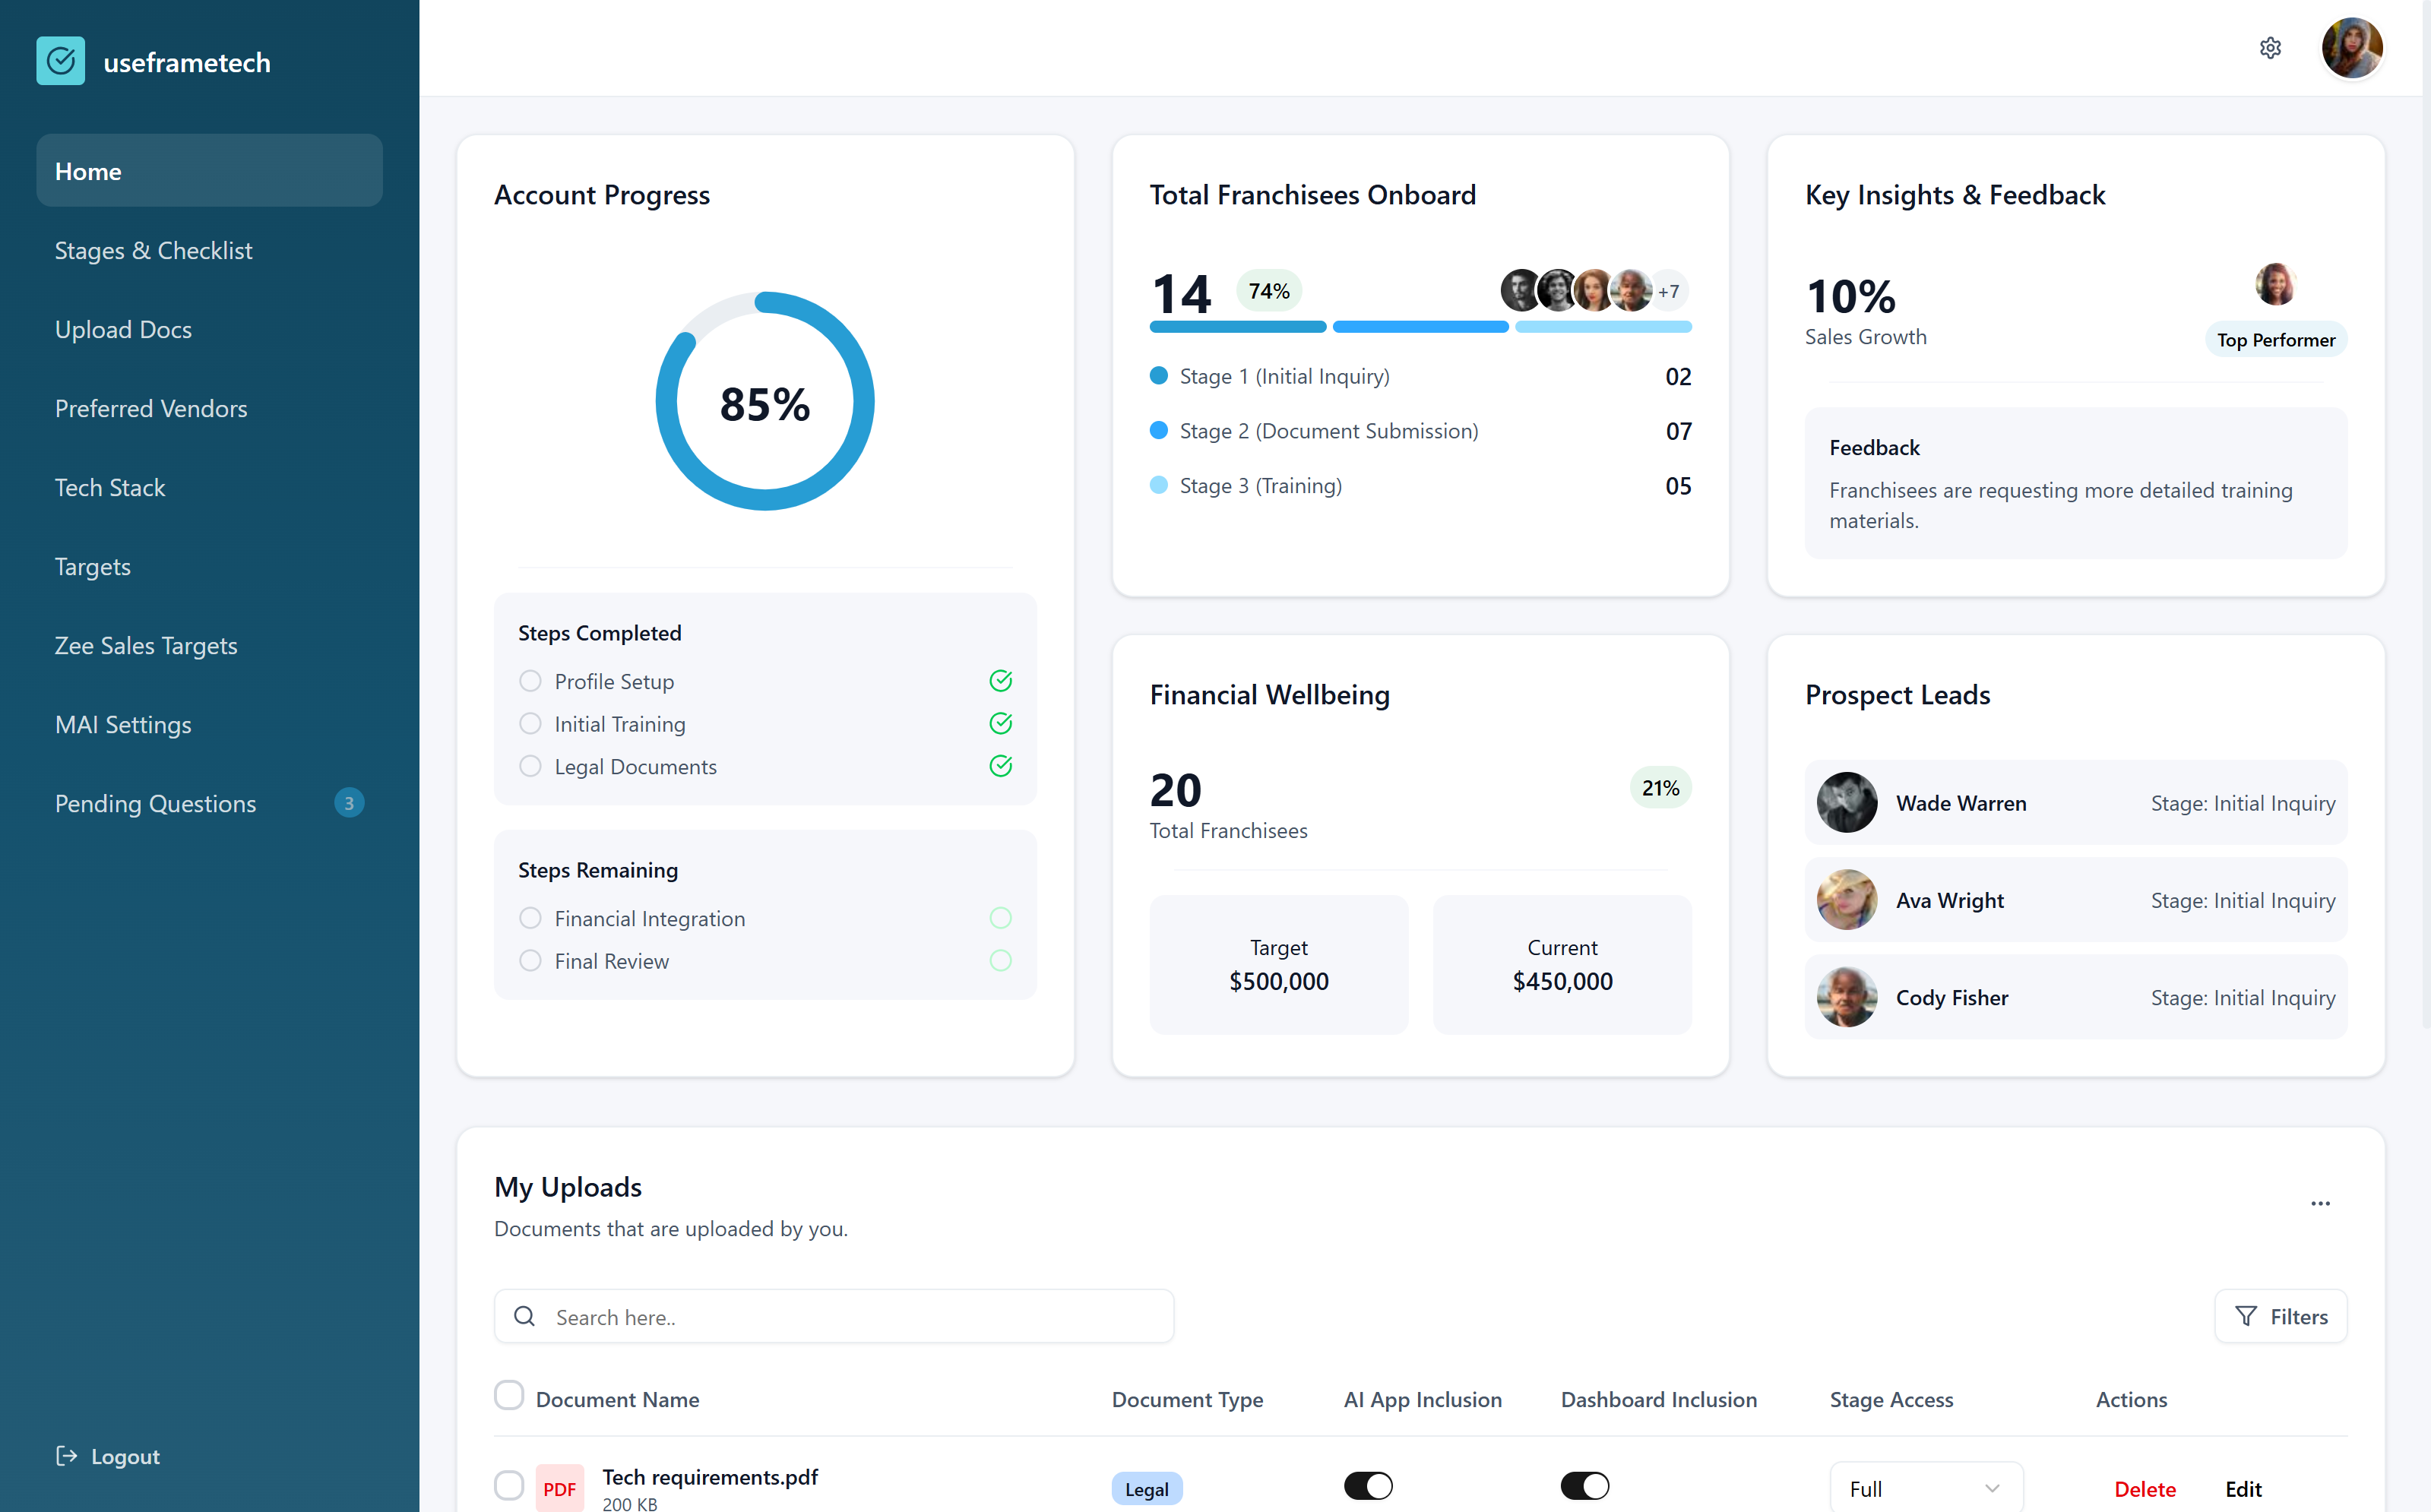 useframetech
Home
Stages & Checklist
Upload Docs
Preferred Vendors
Tech Stack
Targets
Zee Sales Targets
MAI Settings
Pending Questions 3
Logout
Account Progress
85%
Steps Completed
Profile Setup
Initial Training
Legal Documents
Steps Remaining
Financial Integration
Final Review
Total Franchisees Onboard
14 74% +7
Stage 1 (Initial Inquiry) 02
Stage 2 (Document Submission) 07
Stage 3 (Training) 05
Key Insights & Feedback
10%
Sales Growth
Top Performer
Feedback
Franchisees are requesting more detailed training
materials.
Financial Wellbeing
20 21%
Total Franchisees
Target
$500,000
Current
$450,000
Prospect Leads
Wade Warren Stage: Initial Inquiry
Ava Wright Stage: Initial Inquiry
Cody Fisher Stage: Initial Inquiry
My Uploads
Documents that are uploaded by you.
Search here..
Filters
Document Name Document Type AI App Inclusion Dashboard Inclusion Stage Access Actions
PDF Tech requirements.pdf Legal Full Delete Edit
200 KB